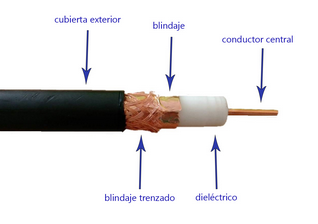 cubierta exterior
blindaje
conductor central
blindaje trenzado
dieléctrico